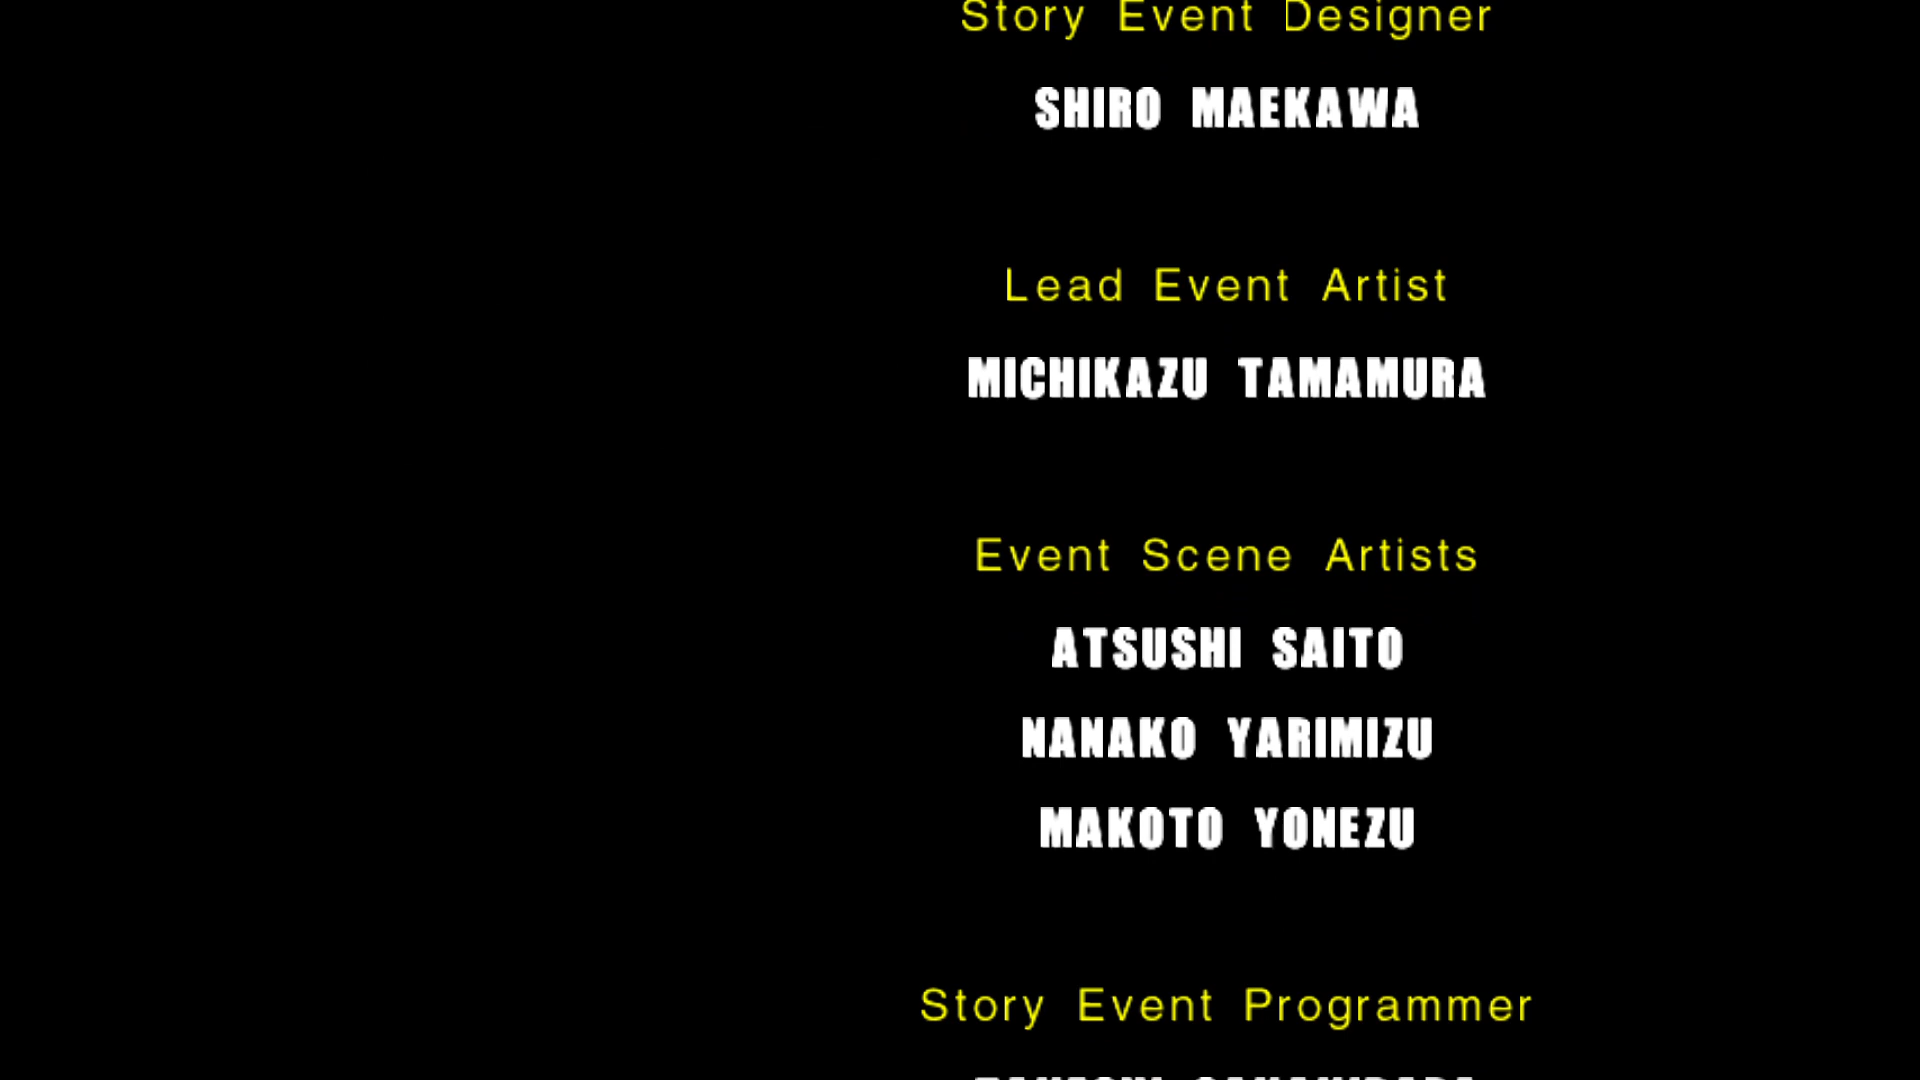 Story Event Designer
SHIRO MAEKAWA
Lead Event Artist
MICHIKAZU TAMAMURA
Event Scene Artists
ATSUSHI SAITO
NANAKO YARIMIZU
MAKOTO YONEZU
Story Event Programmer